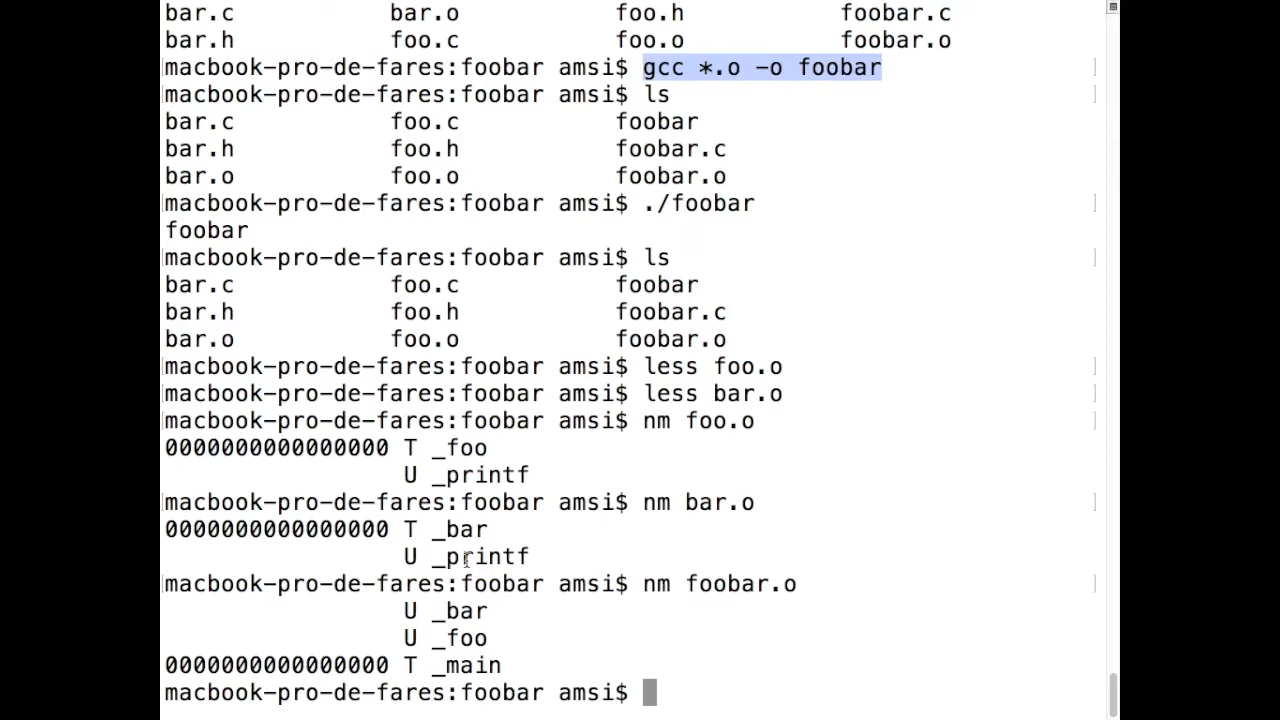 bar.c bar.o foo.h foobar.c
bar.h foo.c foo.o foobar.o
[macbook-pro-de-fares:foobar amsi$ gcc *.o -o foobar ]
[macbook-pro-de-fares:foobar amsi$ ls ]
bar.c foo.c foobar
bar.h foo.h foobar.c
bar.o foo.o foobar.o
[macbook-pro-de-fares:foobar amsi$ ./foobar ]
foobar
[macbook-pro-de-fares:foobar amsi$ ls ]
bar.c foo.c foobar
bar.h foo.h foobar.c
bar.o foo.o foobar.o
[macbook-pro-de-fares:foobar amsi$ less foo.o ]
[macbook-pro-de-fares:foobar amsi$ less bar.o ]
[macbook-pro-de-fares:foobar amsi$ nm foo.o ]
0000000000000000 T _foo
U _printf
[macbook-pro-de-fares:foobar amsi$ nm bar.o ]
0000000000000000 T _bar
U _printf
[macbook-pro-de-fares:foobar amsi$ nm foobar.o ]
U _bar
U _foo
0000000000000000 T _main
macbook-pro-de-fares:foobar amsi$